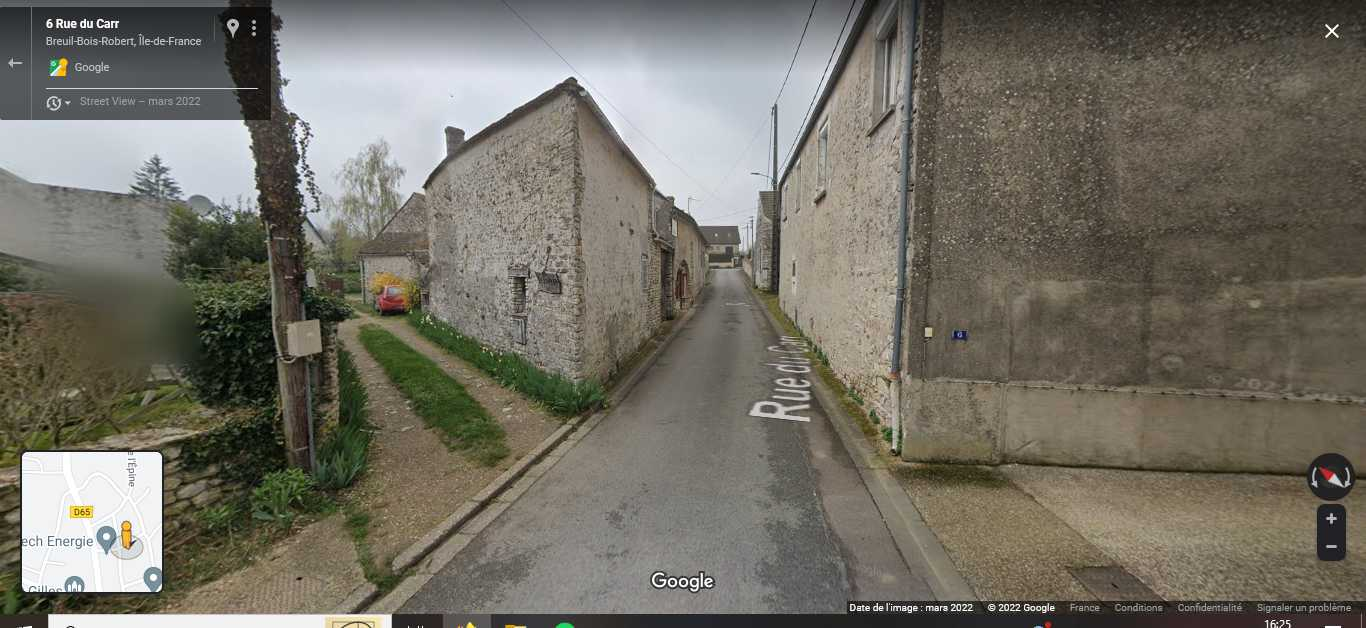 6 Rue du Carr
Breuil-Bois-Robert, Île-de-France
Google
Street View – mars 2022
Rue du Carr
6
e l'Épine
D65
ech Energie
Gilles
Google
Date de l'image : mars 2022 © 2022 Google France Conditions Confidentialité Signaler un problème
16:25